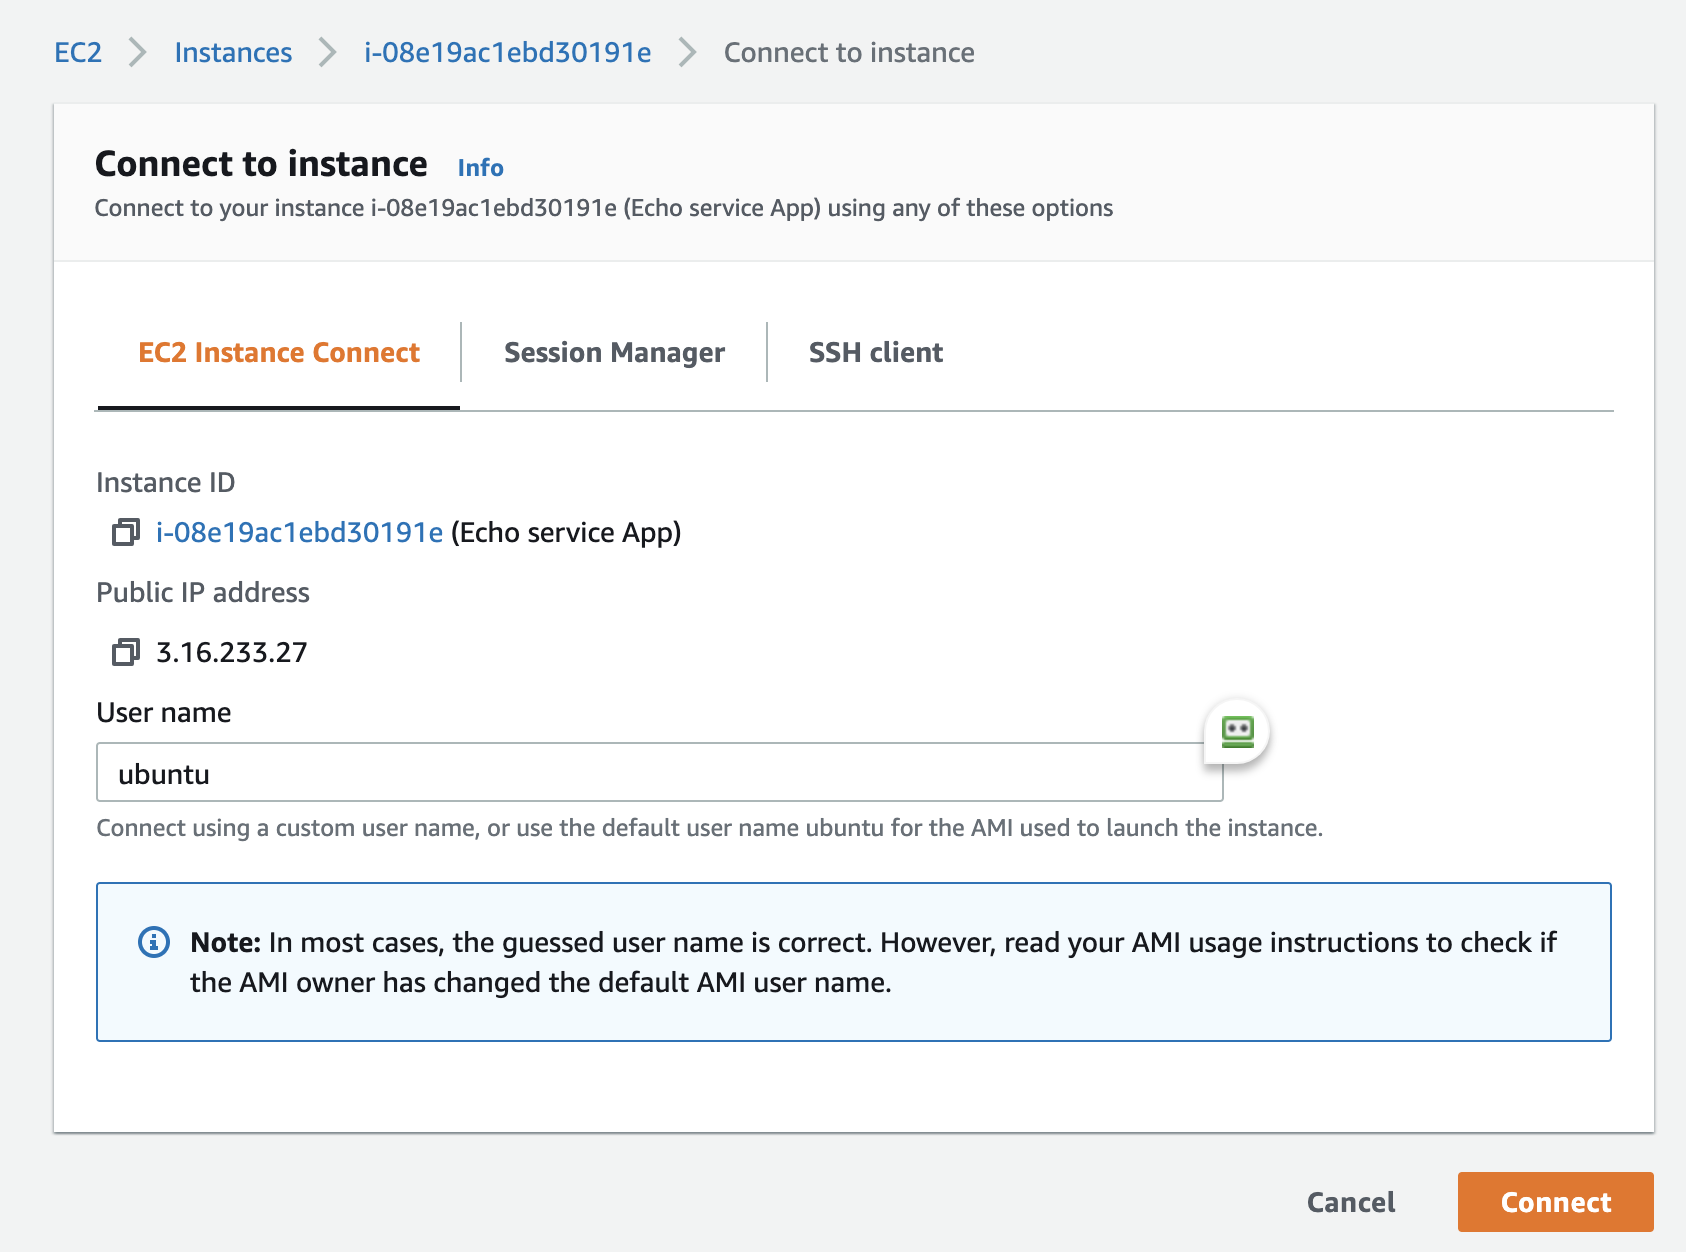 EC2 Instances i-08e19ac1ebd30191e Connect to instance
Connect to instance Info
Connect to your instance i-08e19ac1ebd30191e (Echo service App) using any of these options
EC2 Instance Connect Session Manager SSH client
Instance ID
i-08e19ac1ebd30191e (Echo service App)
Public IP address
3.16.233.27
User name
ubuntu
Connect using a custom user name, or use the default user name ubuntu for the AMI used to launch the instance.
Note: In most cases, the guessed user name is correct. However, read your AMI usage instructions to check if
the AMI owner has changed the default AMI user name.
Cancel Connect